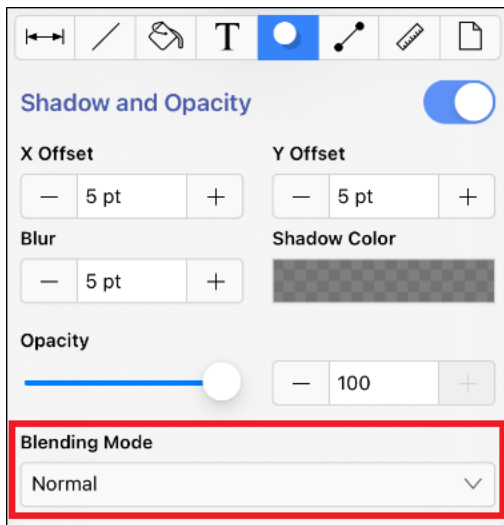 T
Shadow and Opacity
X Offset Y Offset
5 pt 5 pt
Blur Shadow Color
5 pt
Opacity
100
Blending Mode
Normal